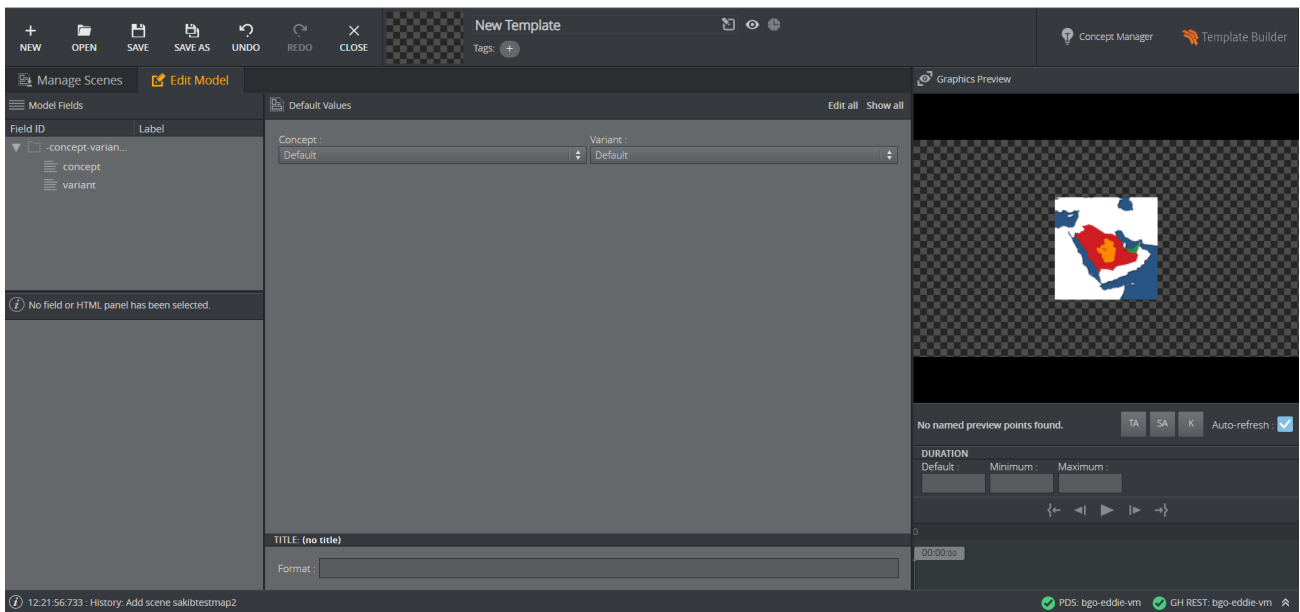 New Template
NEW OPEN SAVE SAVE AS UNDO REDO CLOSE
Tags: +
Concept Manager Template Builder
Manage Scenes Edit Model
Graphics Preview
Model Fields
Default Values Edit all Show all
Field ID Label
-concept-varian...
concept
variant
Concept : Variant :
Default Default
No field or HTML panel has been selected.
No named preview points found. TA SA K Auto-refresh :
DURATION
Default : Minimum : Maximum :
0
00:00:00
TITLE: (no title)
Format :
12:21:56:733 : History: Add scene sakibtestmap2
PDS: bgo-eddie-vm GH REST: bgo-eddie-vm